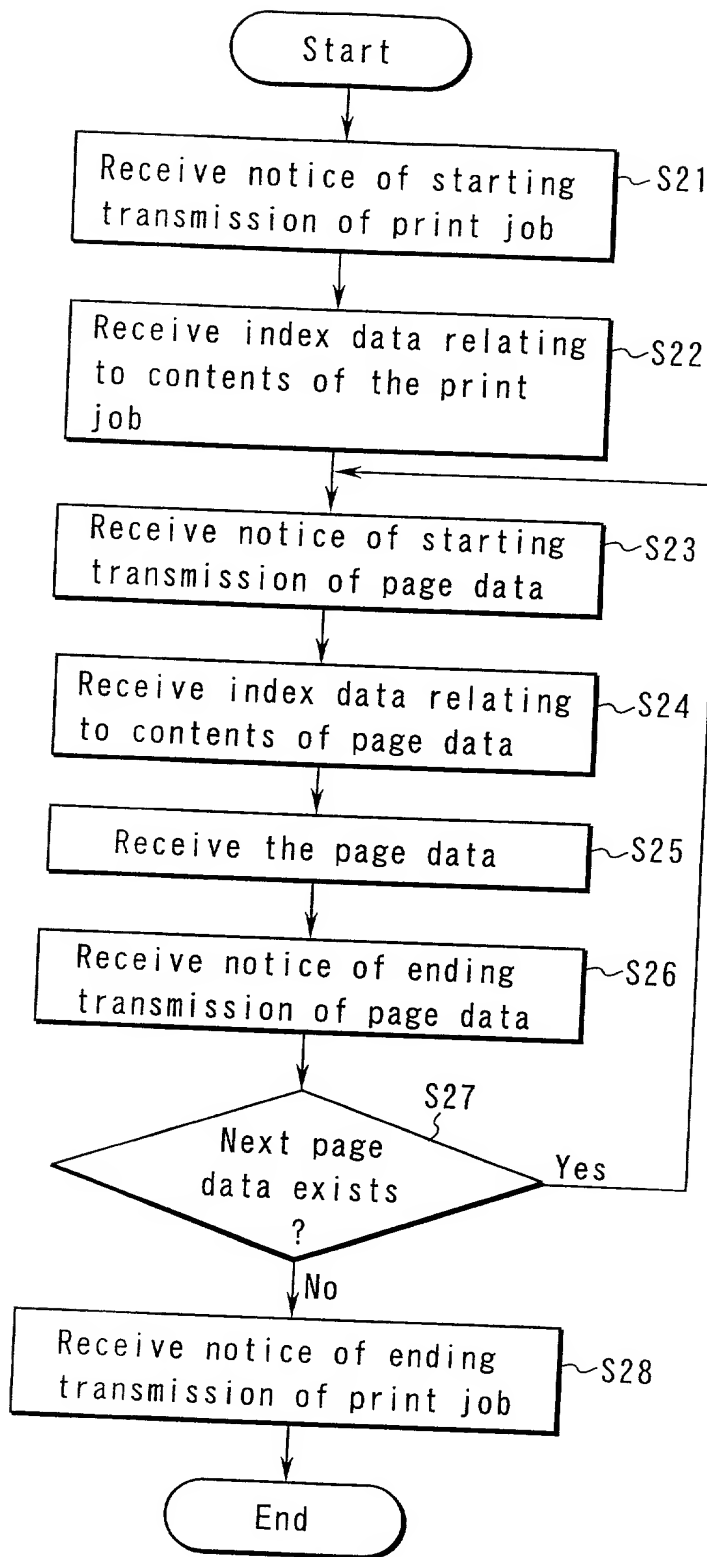 Start
Receive notice of starting
transmission of print job
S21
Receive index data relating
to contents of the print
job
S22
Receive notice of starting
transmission of page data
S23
Receive index data relating
to contents of page data
S24
Receive the page data
S25
Receive notice of ending
transmission of page data
S26
S27
Next page
data exists
?
Yes
No
Receive notice of ending
transmission of print job
S28
End